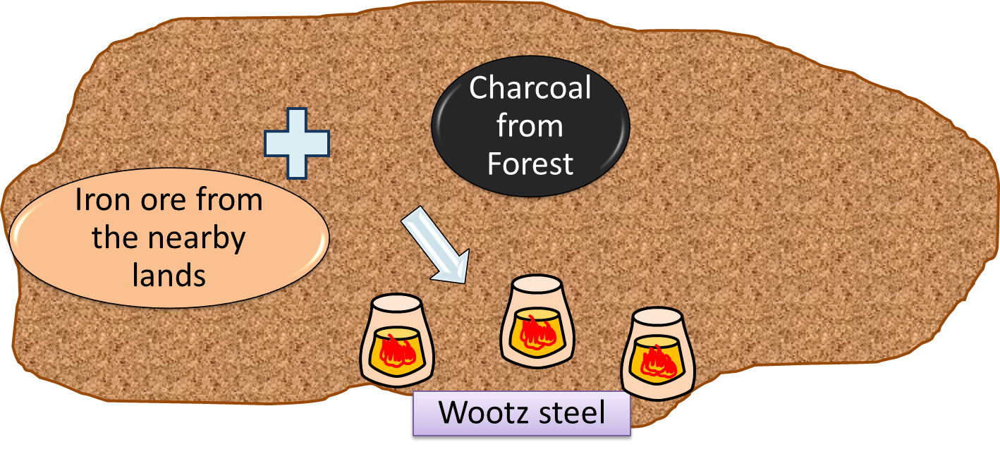 Charcoal
from
Forest
Iron ore from
the nearby
lands
Wootz steel